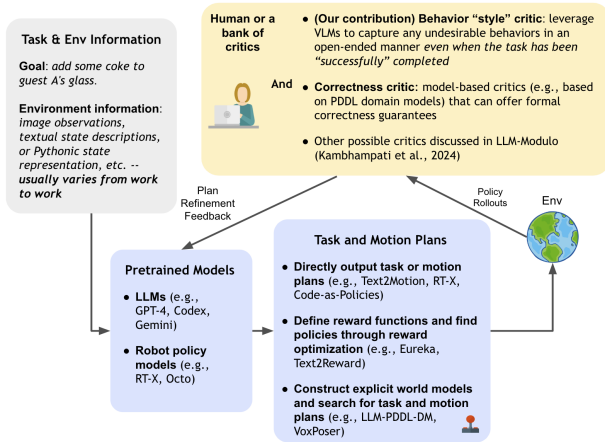 Task & Env Information
Goal: add some coke to
guest A's glass.
Environment information:
image observations,
textual state descriptions,
or Pythonic state
representation, etc. --
usually varies from work
to work
Human or a
bank of
critics
And
● (Our contribution) Behavior “style” critic: leverage
VLMs to capture any undesirable behaviors in an
open-ended manner even when the task has been
“successfully” completed
● Correctness critic: model-based critics (e.g., based
on PDDL domain models) that can offer formal
correctness guarantees
● Other possible critics discussed in LLM-Modulo
(Kambhampati et al., 2024)
Plan
Refinement
Feedback
Policy
Rollouts
Env
Pretrained Models
● LLMs (e.g.,
GPT-4, Codex,
Gemini)
● Robot policy
models (e.g.,
RT-X, Octo)
Task and Motion Plans
● Directly output task or motion
plans (e.g., Text2Motion, RT-X,
Code-as-Policies)
● Define reward functions and find
policies through reward
optimization (e.g., Eureka,
Text2Reward)
● Construct explicit world models
and search for task and motion
plans (e.g., LLM-PDDL-DM,
VoxPoser)